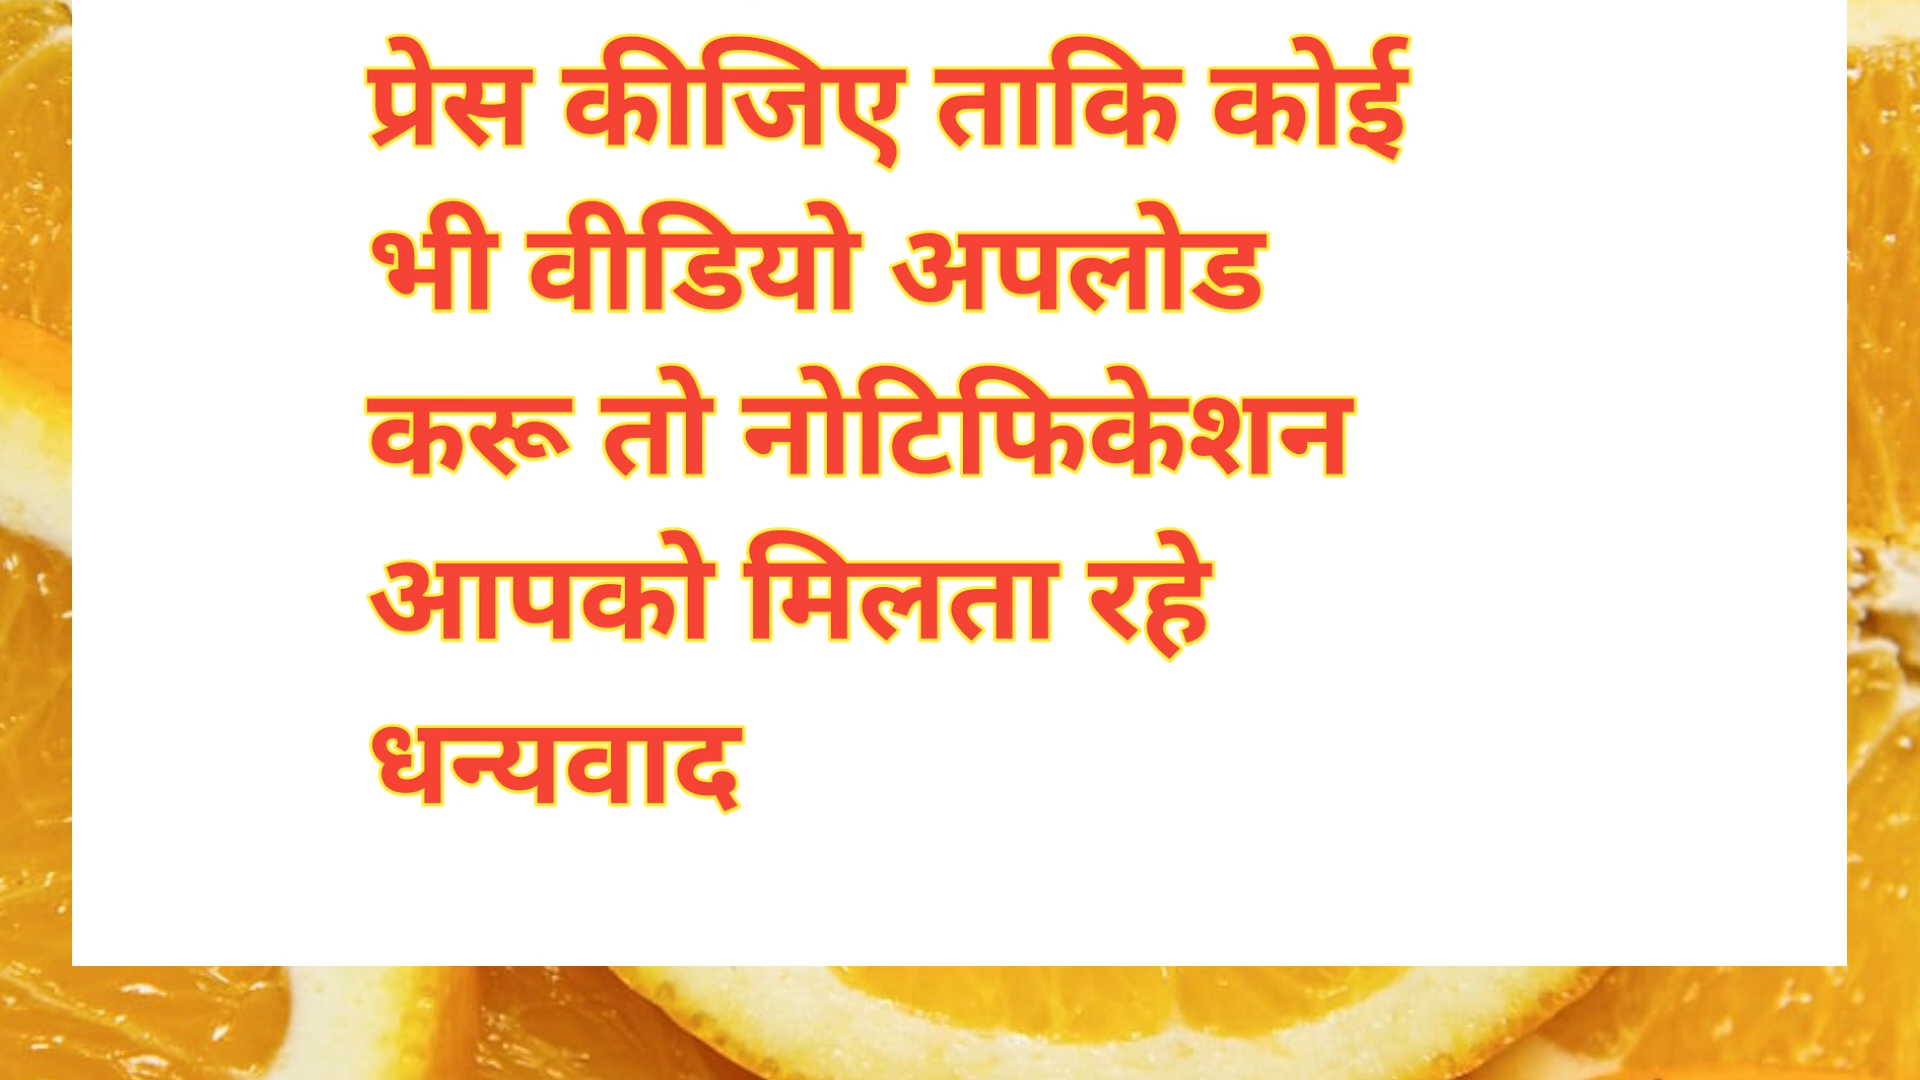 प्रेस कीजिए ताकि कोई
भी वीडियो अपलोड
करू तो नोटिफिकेशन
आपको मिलता रहे
धन्यवाद